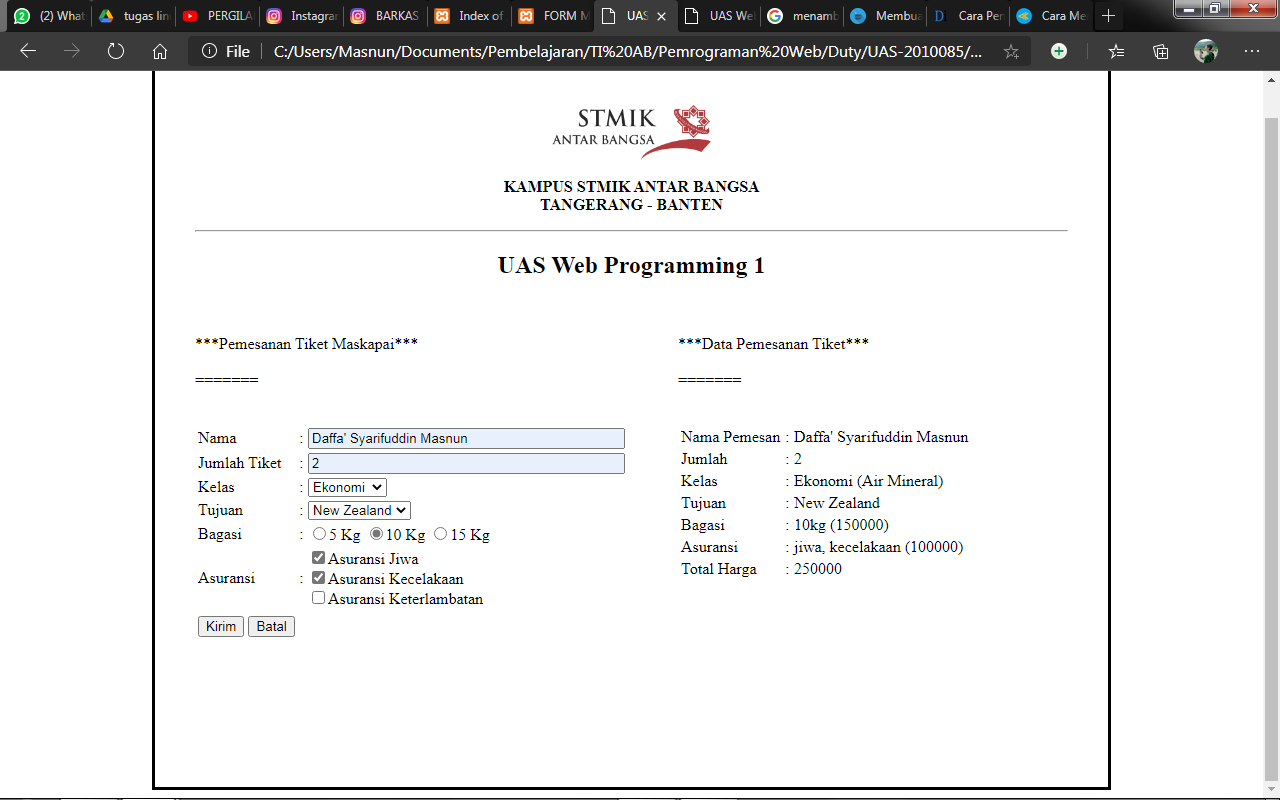 (2) What
tugas lin
PERGILA
Instagrar
BARKAS
Index of
FORM M
UAS
UAS We
menamb
Membua
Cara Pen
Cara Me
File
C:/Users/Masnun/Documents/Pembelajaran/TI%20AB/Pemrograman%20Web/Duty/UAS-2010085/...
STMIK
ANTAR BANGSA
KAMPUS STMIK ANTAR BANGSA
TANGERANG - BANTEN
UAS Web Programming 1
***Pemesanan Tiket Maskapai***
=======
Nama : Daffa' Syarifuddin Masnun
Jumlah Tiket : 2
Kelas : Ekonomi
Tujuan : New Zealand
Bagasi : 5 Kg 10 Kg 15 Kg
Asuransi : Asuransi Jiwa
Asuransi Kecelakaan
Asuransi Keterlambatan
Kirim Batal
***Data Pemesanan Tiket***
=======
Nama Pemesan : Daffa' Syarifuddin Masnun
Jumlah : 2
Kelas : Ekonomi (Air Mineral)
Tujuan : New Zealand
Bagasi : 10kg (150000)
Asuransi : jiwa, kecelakaan (100000)
Total Harga : 250000